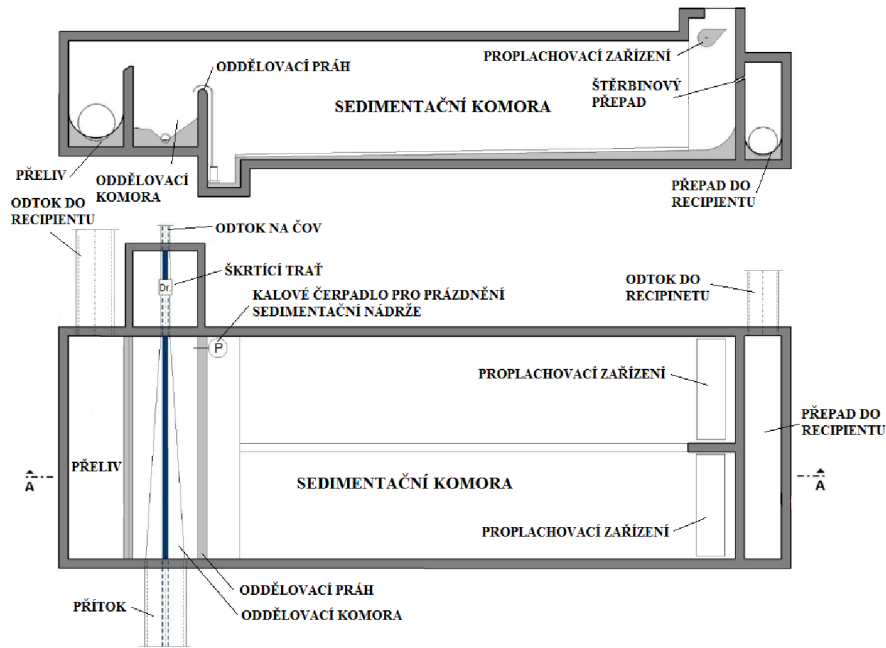 ODDĚLOVACÍ PRÁH
PROPLACHOVACÍ ZAŘÍZENÍ
SEDIMENTAČNÍ KOMORA
ŠTĚRBINOVÝ
PŘEPAD
PŘELIV
ODDĚLOVACÍ
KOMORA
PŘEPAD DO
RECIPIENTU
ODTOK DO
RECIPIENTU
ODTOK NA ČOV
ŠKRTÍCÍ TRAŤ
Dr.
KALOVÉ ČERPADLO PRO PRÁZDNĚNÍ
SEDIMENTAČNÍ NÁDRŽE
P
ODTOK DO
RECIPINETU
PROPLACHOVACÍ ZAŘÍZENÍ
PŘEPAD DO
RECIPIENTU
PŘELIV
SEDIMENTAČNÍ KOMORA
A
A
PROPLACHOVACÍ ZAŘÍZENÍ
ODDĚLOVACÍ PRÁH
PŘÍTOK
ODDĚLOVACÍ KOMORA